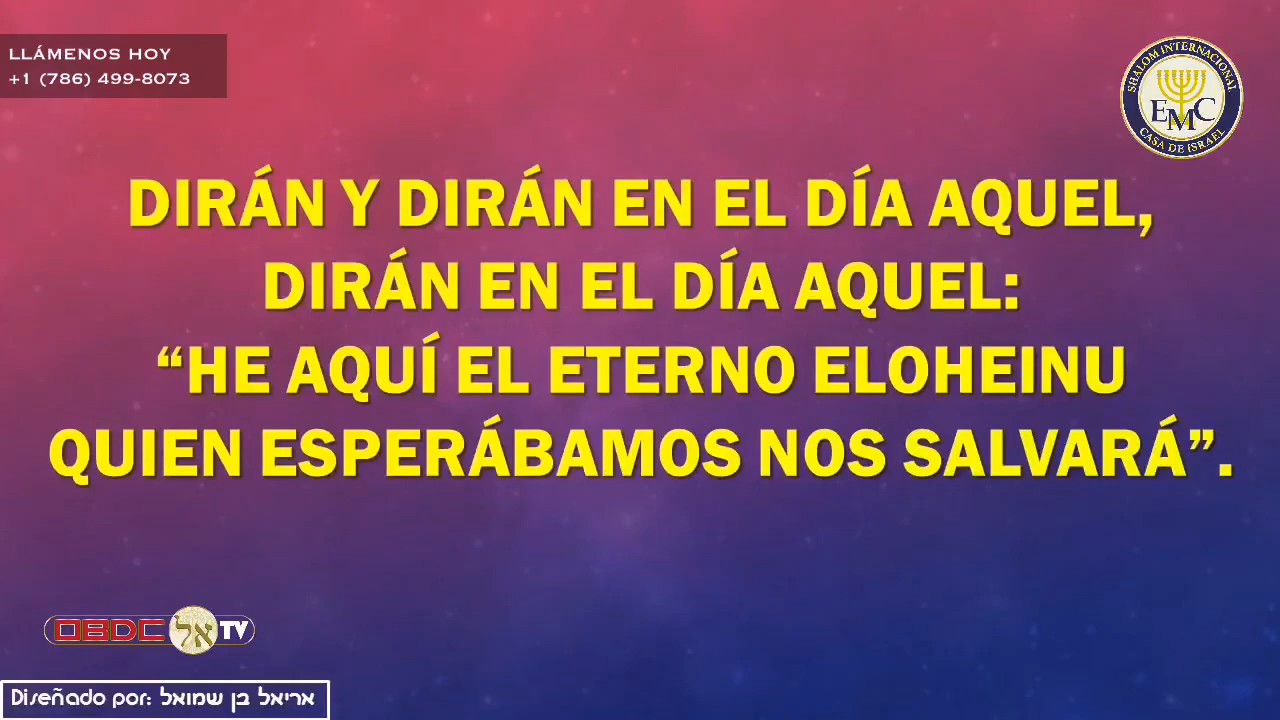 LLÁMENOS HOY
+1 (786) 499-8073
SHALOM INTERNACIONAL
EMC
CASA DE ISRAEL
DIRÁN Y DIRÁN EN EL DÍA AQUEL,
DIRÁN EN EL DÍA AQUEL:
“HE AQUÍ EL ETERNO ELOHEINU
QUIEN ESPERÁBAMOS NOS SALVARÁ”.
OBDC אל TV
Diseñado por: אריאל בן שמואל